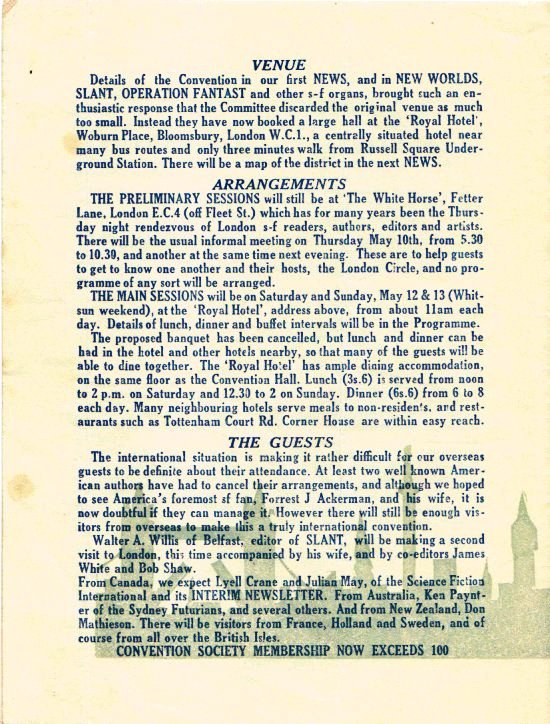 VENUE
Details of the Convention in our first NEWS, and in NEW WORLDS,
SLANT, OPERATION FANTAST and other s-f organs, brought such an en-
thusiastic response that the Committee discarded the original venue as much
too small. Instead they have now booked a large hall at the 'Royal Hotel',
Woburn Place, Bloomsbury, London W.C.1., a centrally situated hotel near
many bus routes and only three minutes walk from Russell Square Under-
ground Station. There will be a map of the district in the next NEWS.
ARRANGEMENTS
THE PRELIMINARY SESSIONS will still be at 'The White Horse', Fetter
Lane, London E.C.4 (off Fleet St.) which has for many years been the Thurs-
day night rendezvous of London s-f readers, authors, editors and artists.
There will be the usual informal meeting on Thursday May 10th, from 5.30
to 10.30, and another at the same time next evening. These are to help guests
to get to know one another and their hosts, the London Circle, and no pro-
gramme of any sort will be arranged.
THE MAIN SESSIONS will be on Saturday and Sunday, May 12 & 13 (Whit-
sun weekend), at the 'Royal Hotel', address above, from about 11am each
day. Details of lunch, dinner and buffet intervals will be in the Programme.
The proposed banquet has been cancelled, but lunch and dinner can be
had in the hotel and other hotels nearby, so that many of the guests will be
able to dine together. The 'Royal Hotel' has ample dining accommodation,
on the same floor as the Convention Hall. Lunch (3s.6) is served from noon
to 2 p.m. on Saturday and 12.30 to 2 on Sunday. Dinner (6s.6) from 6 to 8
each day. Many neighbouring hotels serve meals to non-residents, and rest-
aurants such as Tottenham Court Rd. Corner House are within easy reach.
THE GUESTS
The international situation is making it rather difficult for our overseas
guests to be definite about their attendance. At least two well known Amer-
ican authors have had to cancel their arrangements, and although we hoped
to see America's foremost sf fan, Forrest J Ackerman, and his wife, it is
now doubtful if they can manage it. However there will still be enough vis-
itors from overseas to make this a truly international convention.
Walter A. Willis of Belfast, editor of SLANT, will be making a second
visit to London, this time accompanied by his wife, and by co-editors James
White and Bob Shaw.
From Canada, we expect Lyell Crane and Julian May, of the Science Fiction
International and its INTERIM NEWSLETTER. From Australia, Ken Paynt-
er of the Sydney Futurians, and several others. And from New Zealand, Don
Mathieson. There will be visitors from France, Holland and Sweden, and of
course from all over the British Isles.
CONVENTION SOCIETY MEMBERSHIP NOW EXCEEDS 100